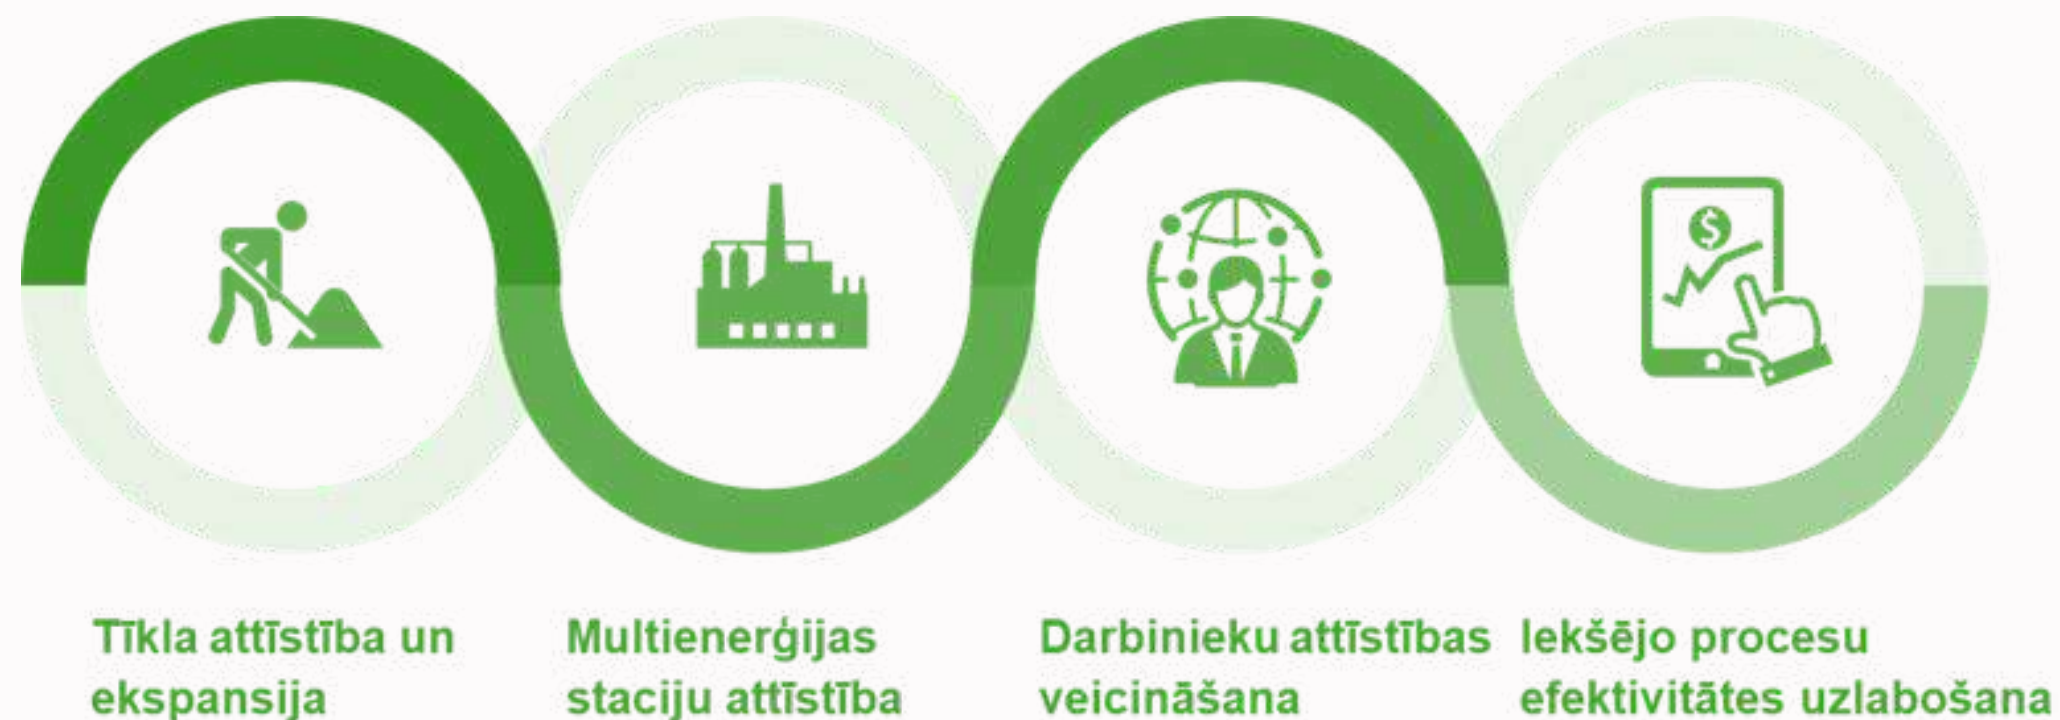 Tīkla attīstība un
ekspansija
Multienerģijas
staciju attīstība
Darbinieku attīstības
veicināšana
Iekšējo procesu
efektivitātes uzlabošana
$